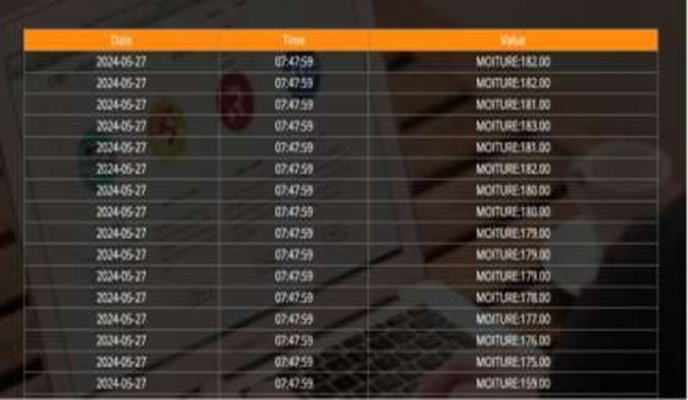 Date Time Value
2024-05-27 07:47:59 MOITURE:182.00
2024-05-27 07:47:59 MOITURE:182.00
2024-05-27 07:47:59 MOITURE:181.00
2024-05-27 07:47:59 MOITURE:183.00
2024-05-27 07:47:59 MOITURE:181.00
2024-05-27 07:47:59 MOITURE:182.00
2024-05-27 07:47:59 MOITURE:180.00
2024-05-27 07:47:59 MOITURE:180.00
2024-05-27 07:47:59 MOITURE:179.00
2024-05-27 07:47:59 MOITURE:179.00
2024-05-27 07:47:59 MOITURE:179.00
2024-05-27 07:47:59 MOITURE:178.00
2024-05-27 07:47:59 MOITURE:177.00
2024-05-27 07:47:59 MOITURE:176.00
2024-05-27 07:47:59 MOITURE:175.00
2024-05-27 07:47:59 MOITURE:159.00